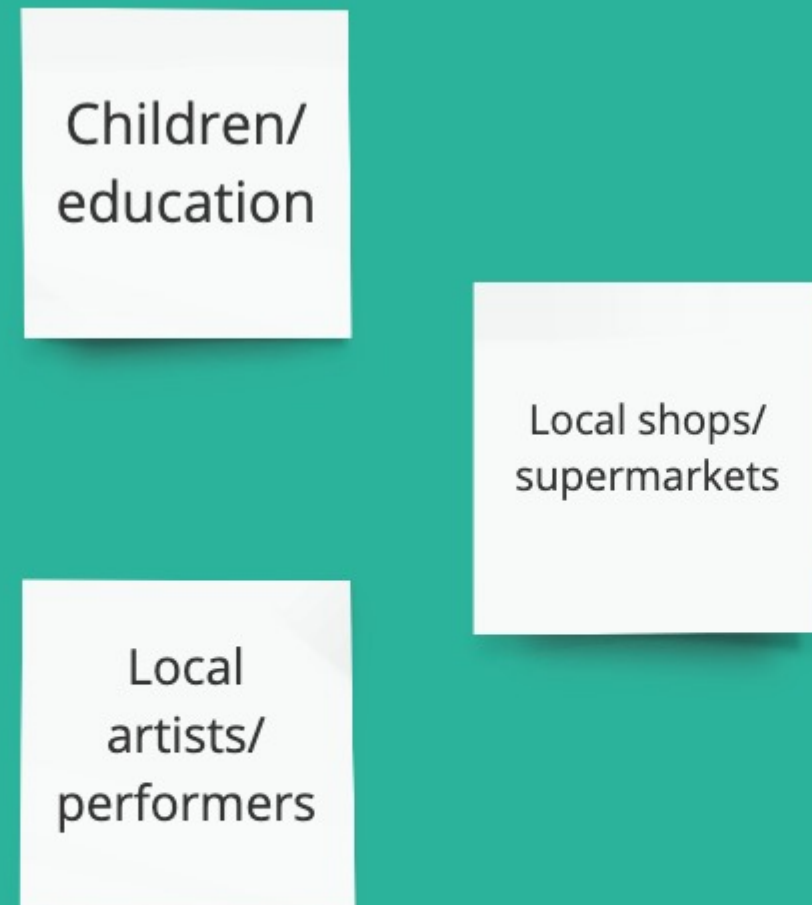 Children/
education
Local shops/
supermarkets
Local
artists/
performers